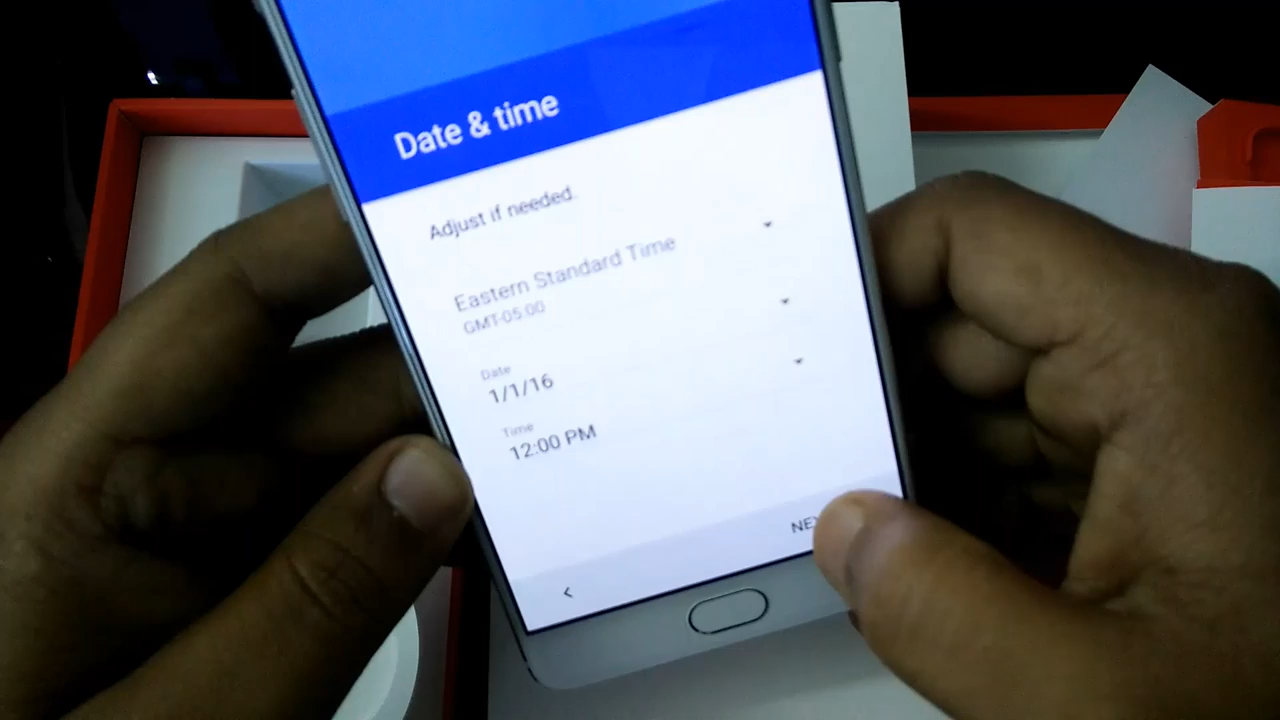 Date & time
Adjust if needed.
Eastern Standard Time
GMT-05:00
Date
1/1/16
Time
12:00 PM